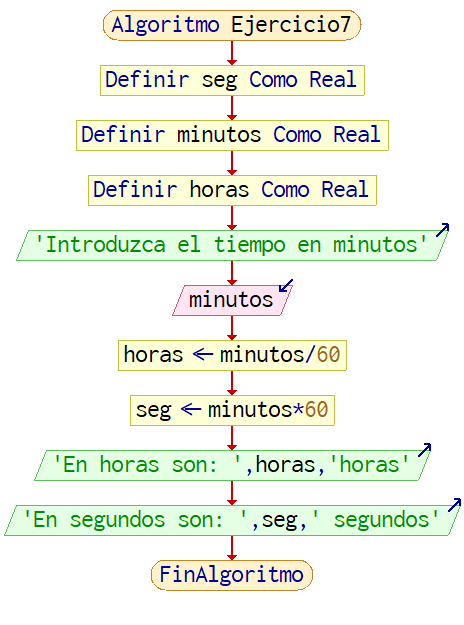 Algoritmo Ejercicio7
Definir seg Como Real
Definir minutos Como Real
Definir horas Como Real
'Introduzca el tiempo en minutos'
minutos
horas ← minutos/60
seg ← minutos*60
'En horas son: ',horas,'horas'
'En segundos son: ',seg,' segundos'
FinAlgoritmo